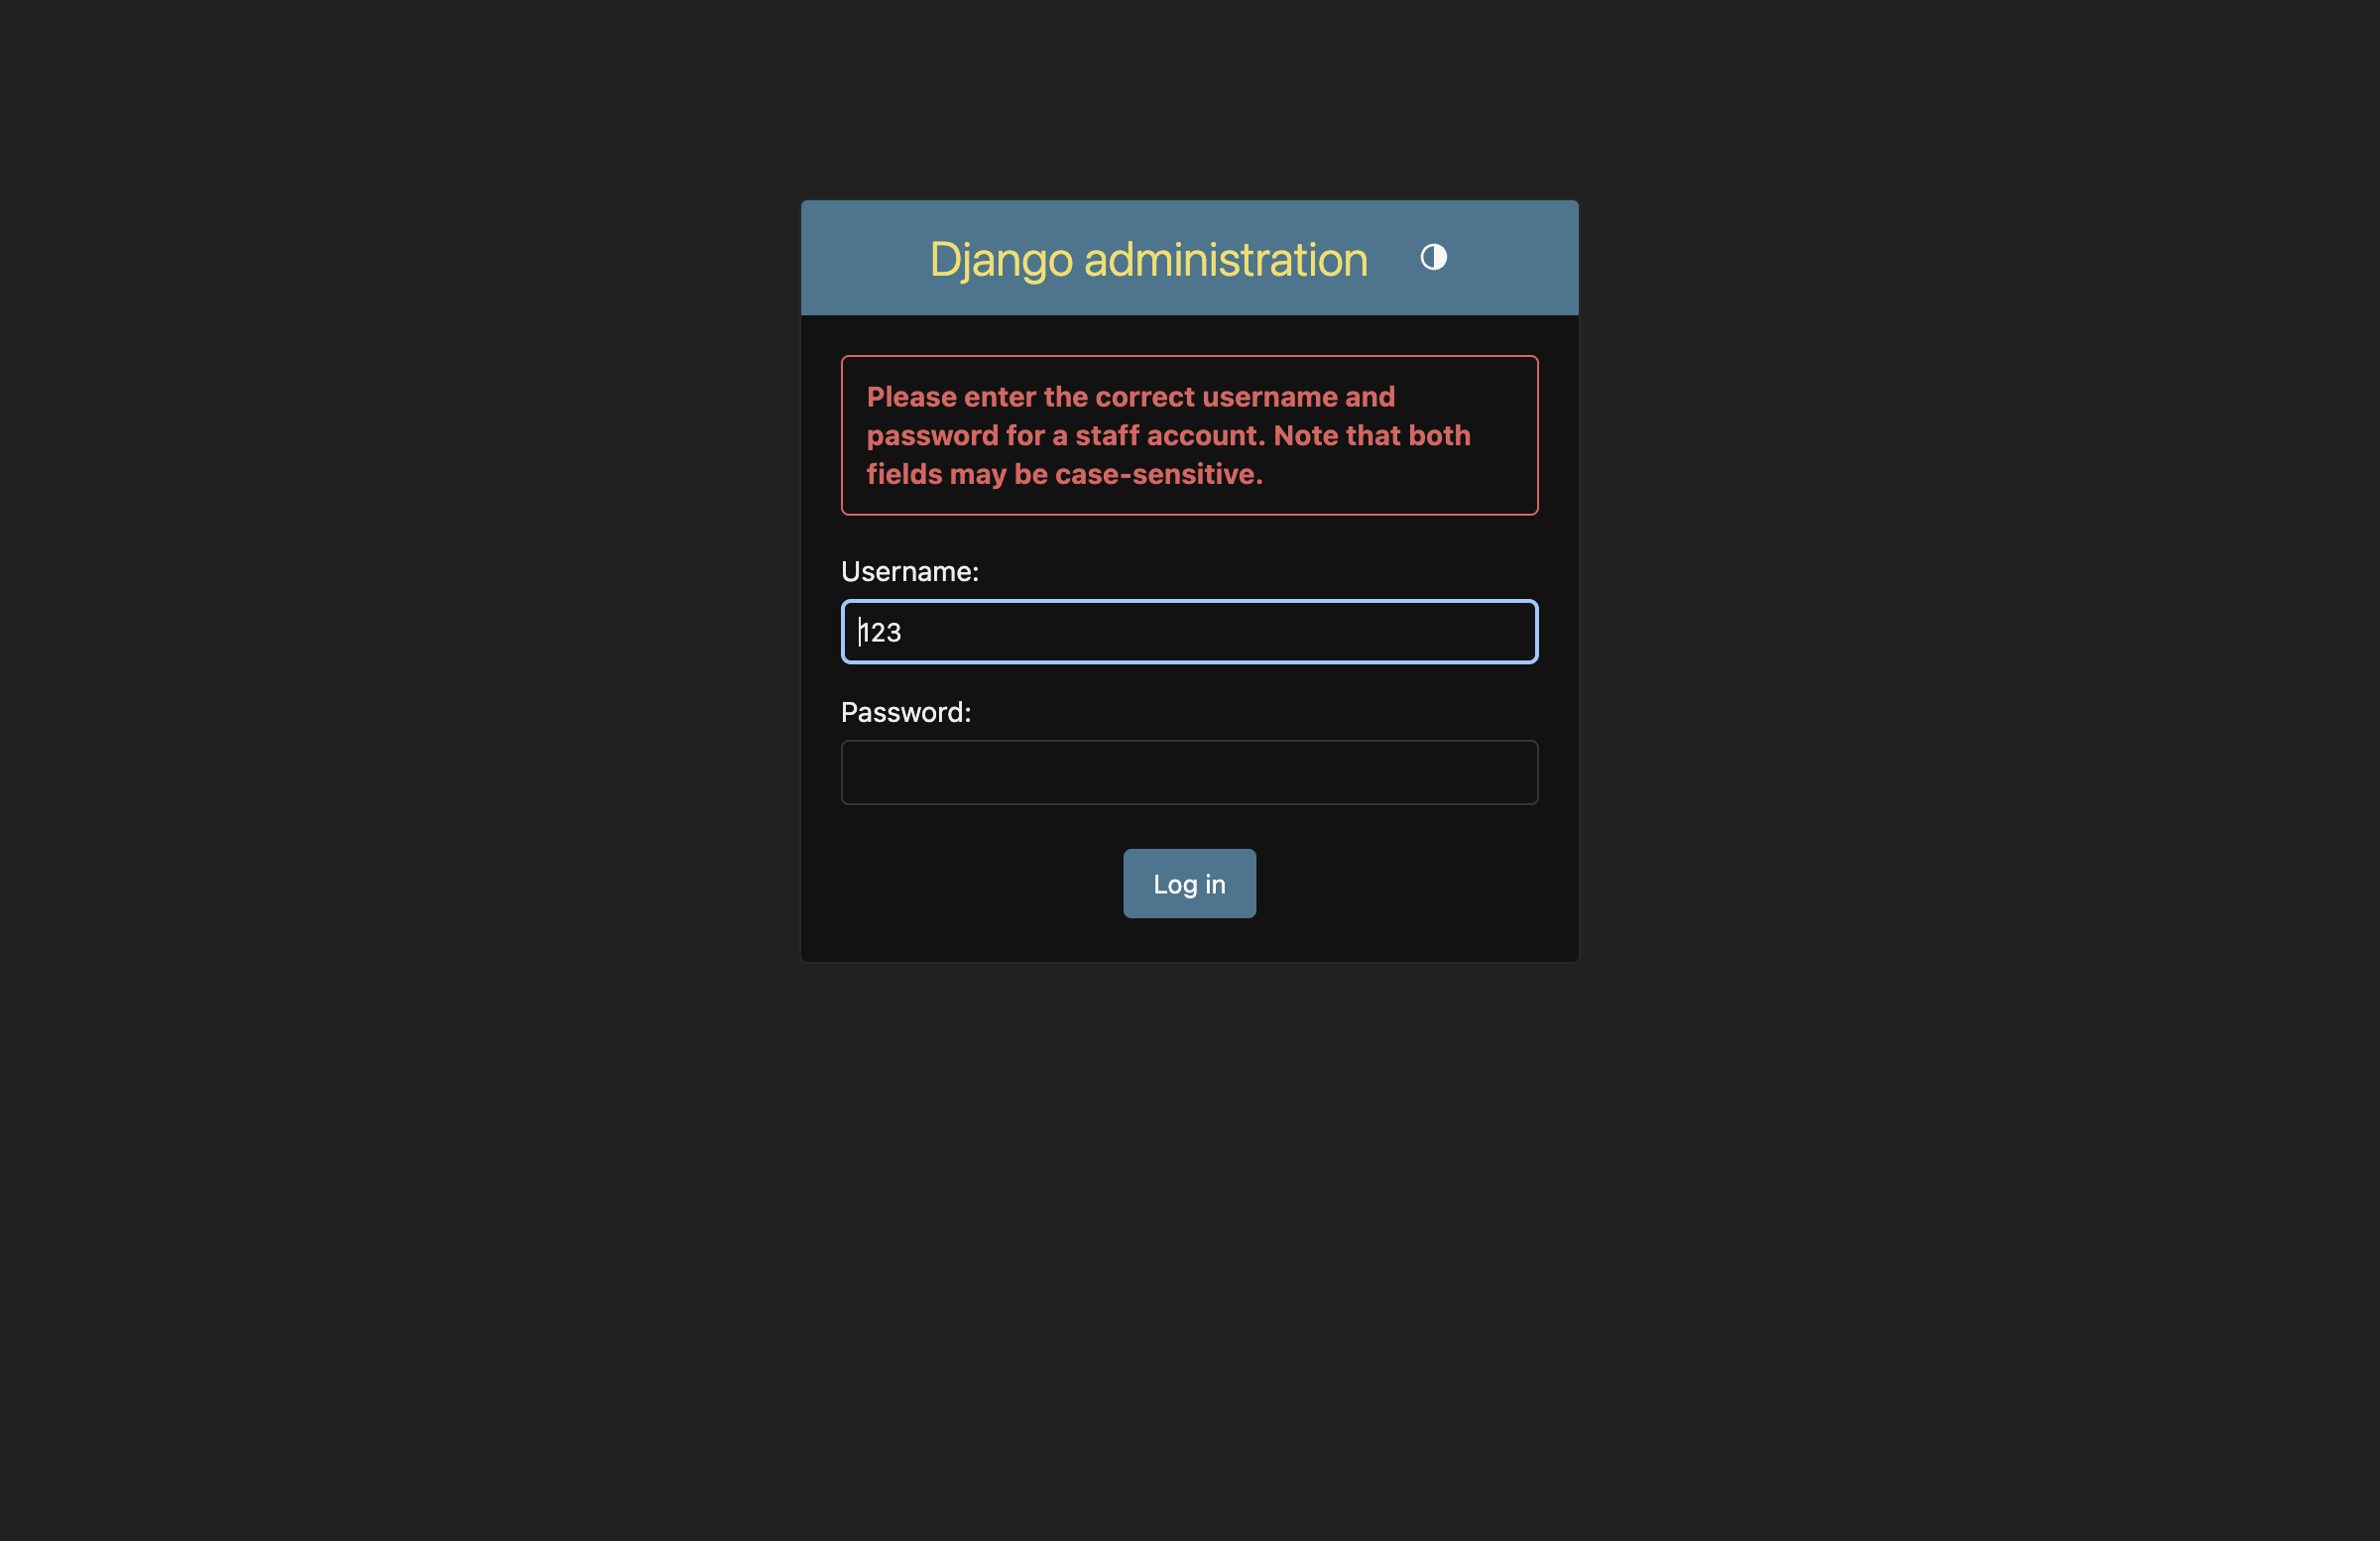 Django administration
Please enter the correct username and
password for a staff account. Note that both
fields may be case-sensitive.
Username:
123
Password:
Log in